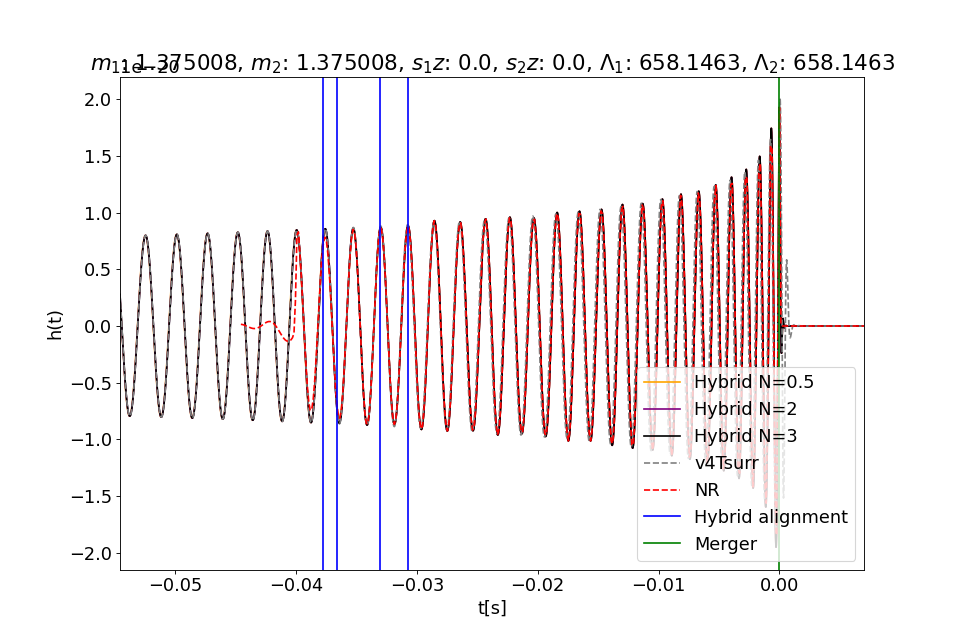 m₁: 1.375008, m₂: 1.375008, s₁z: 0.0, s₂z: 0.0, Λ₁: 658.1463, Λ₂: 658.1463
1e−20
2.0
1.5
1.0
0.5
0.0
−0.5
−1.0
−1.5
−2.0
h(t)
Hybrid N=0.5
Hybrid N=2
Hybrid N=3
v4Tsurr
NR
Hybrid alignment
Merger
−0.05 −0.04 −0.03 −0.02 −0.01 0.00
t[s]